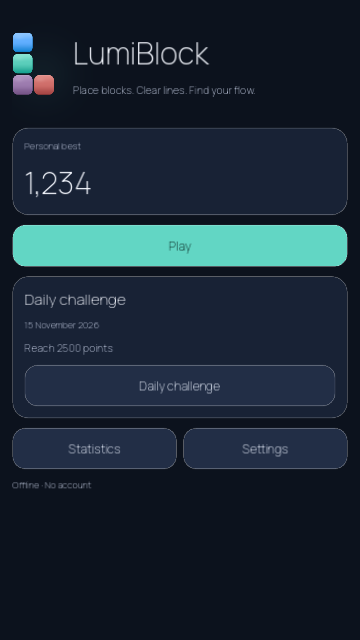 LumiBlock
Place blocks. Clear lines. Find your flow.
Personal best
1,234
Play
Daily challenge
15 November 2026
Reach 2500 points
Daily challenge
Statistics
Settings
Offline · No account